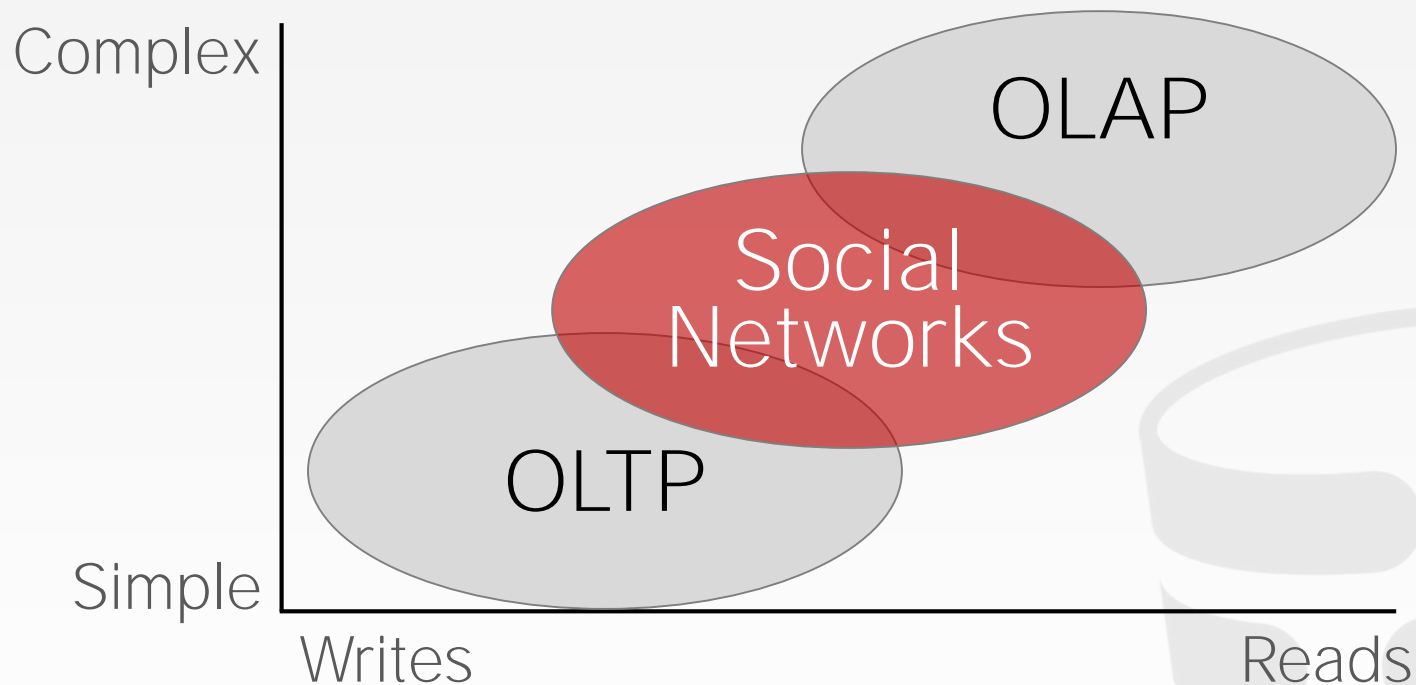 Complex
OLAP
Social
Networks
OLTP
Simple
Writes
Reads